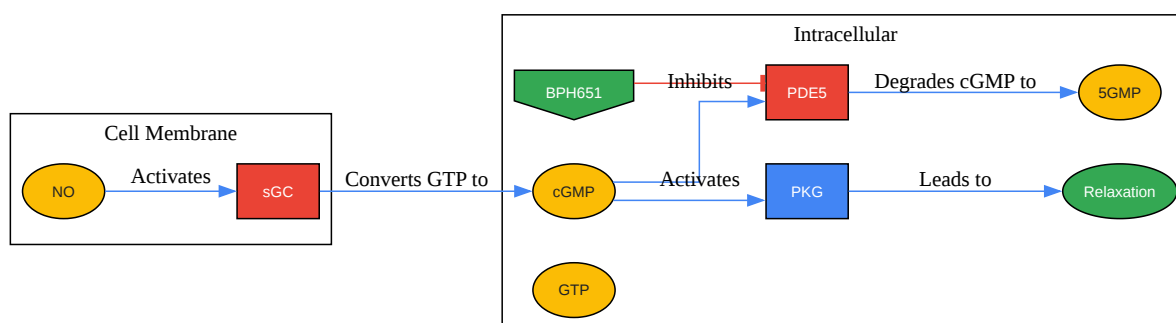 Intracellular
BPH651
Inhibits
PDE5
Degrades cGMP to
5GMP
Cell Membrane
NO
Activates
sGC
Converts GTP to
cGMP
Activates
PKG
Leads to
Relaxation
GTP